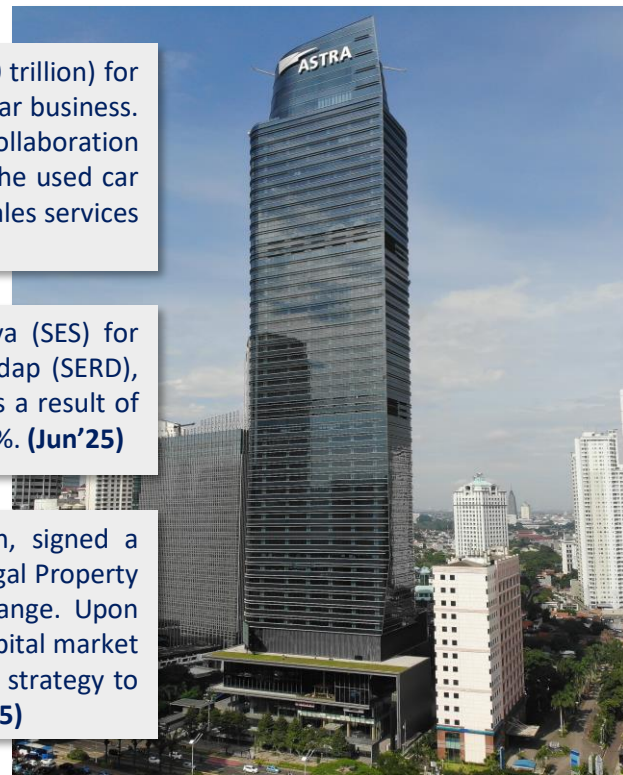 ASTRA
trillion) for
ar business.
ollaboration
he used car
ales services
va (SES) for
dap (SERD),
s a result of
%. (Jun’25)
n, signed a
gal Property
ange. Upon
pital market
strategy to
5)